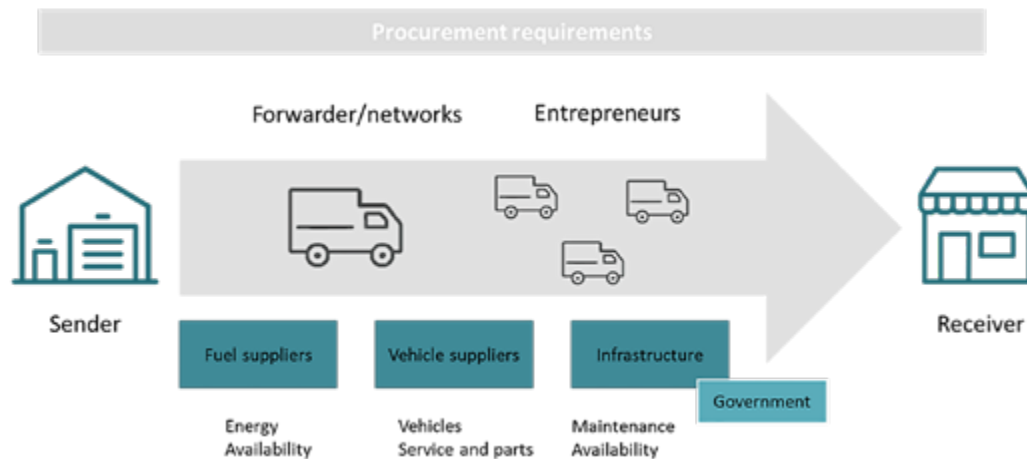 Procurement requirements
Forwarder/networks
Entrepreneurs
Sender
Receiver
Fuel suppliers
Vehicle suppliers
Infrastructure
Government
Energy
Availability
Vehicles
Service and parts
Maintenance
Availability